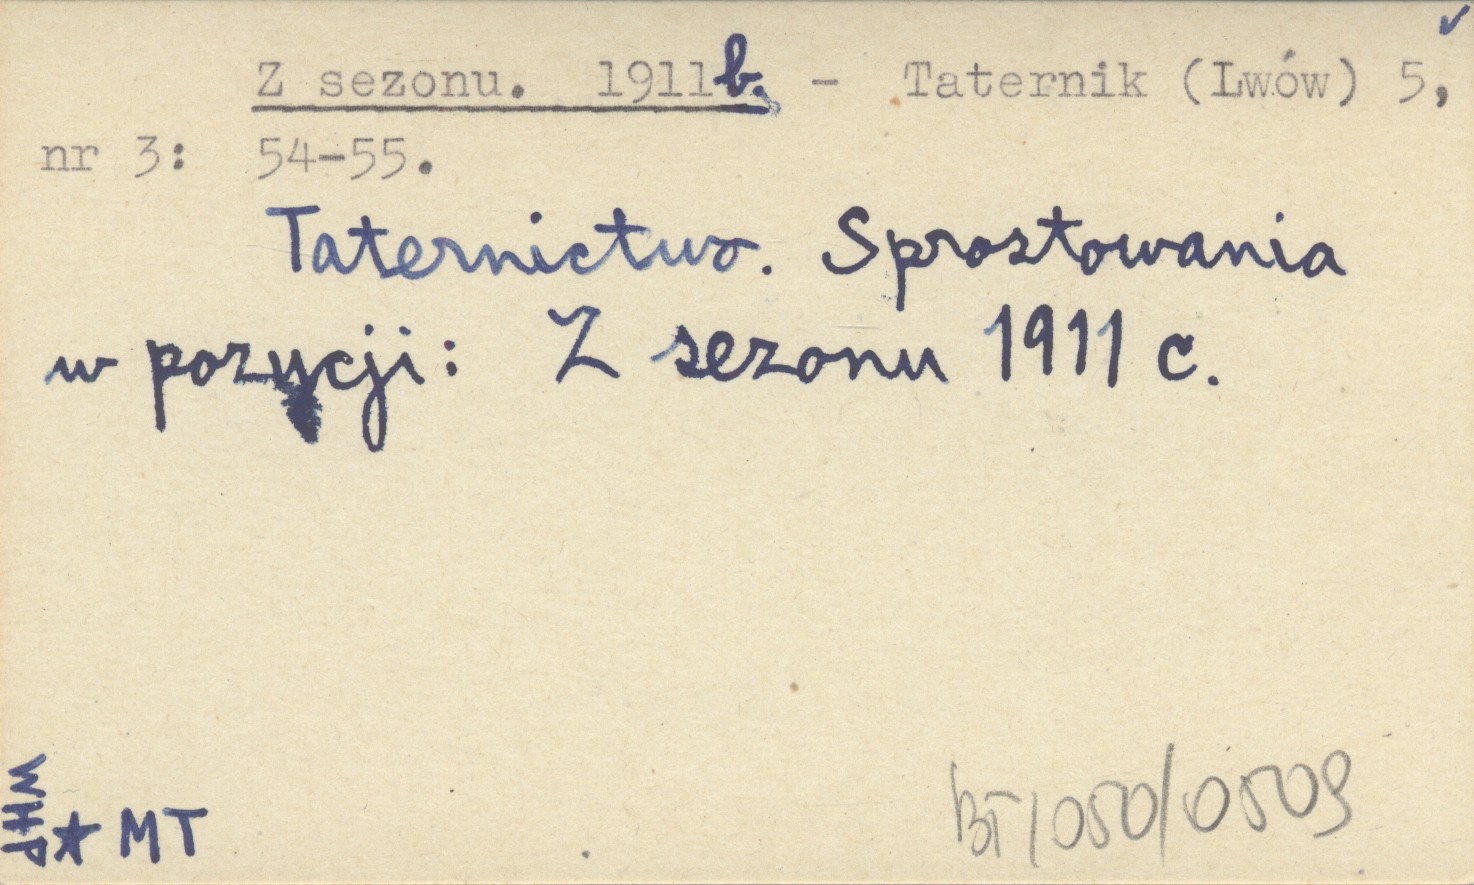 Z sezonu. 1911b. - Taternik (Lwów) 5,
nr 3: 54-55.
Taternictwo. Sprostowania
w pozycji: Z sezonu 1911 c.
WHP
★ MT
BT/050/0509